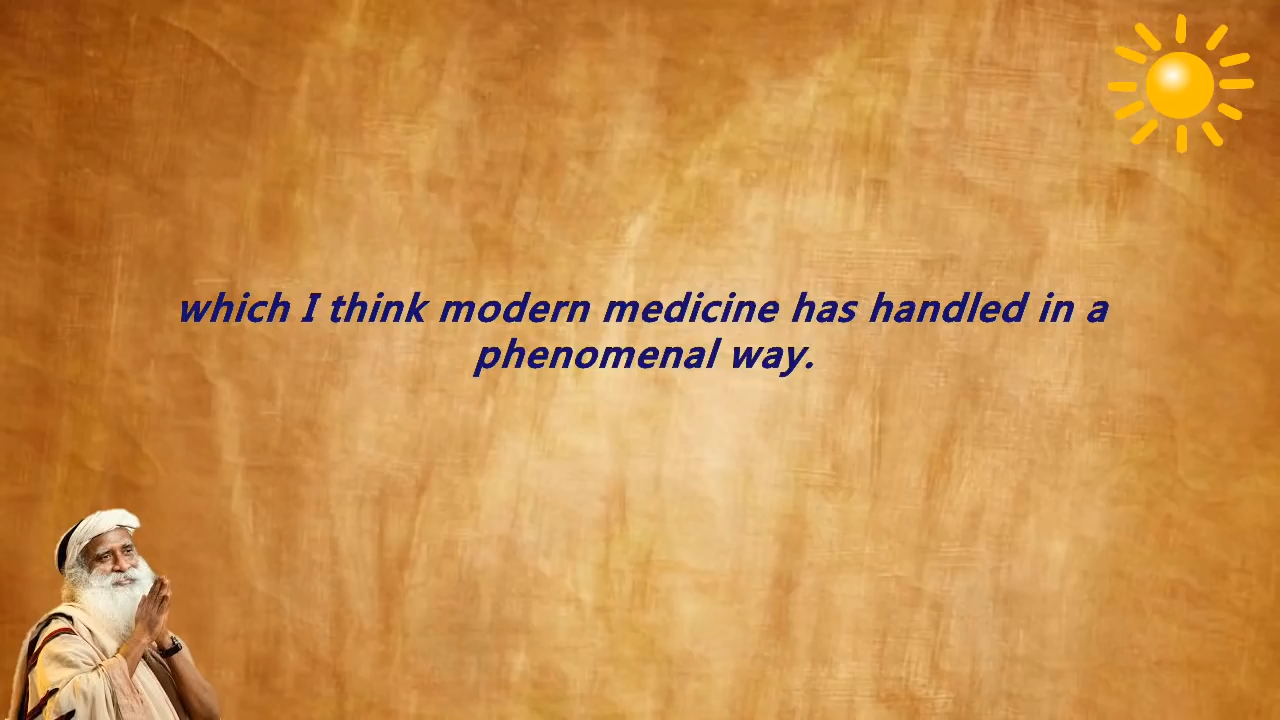 which I think modern medicine has handled in a
phenomenal way.